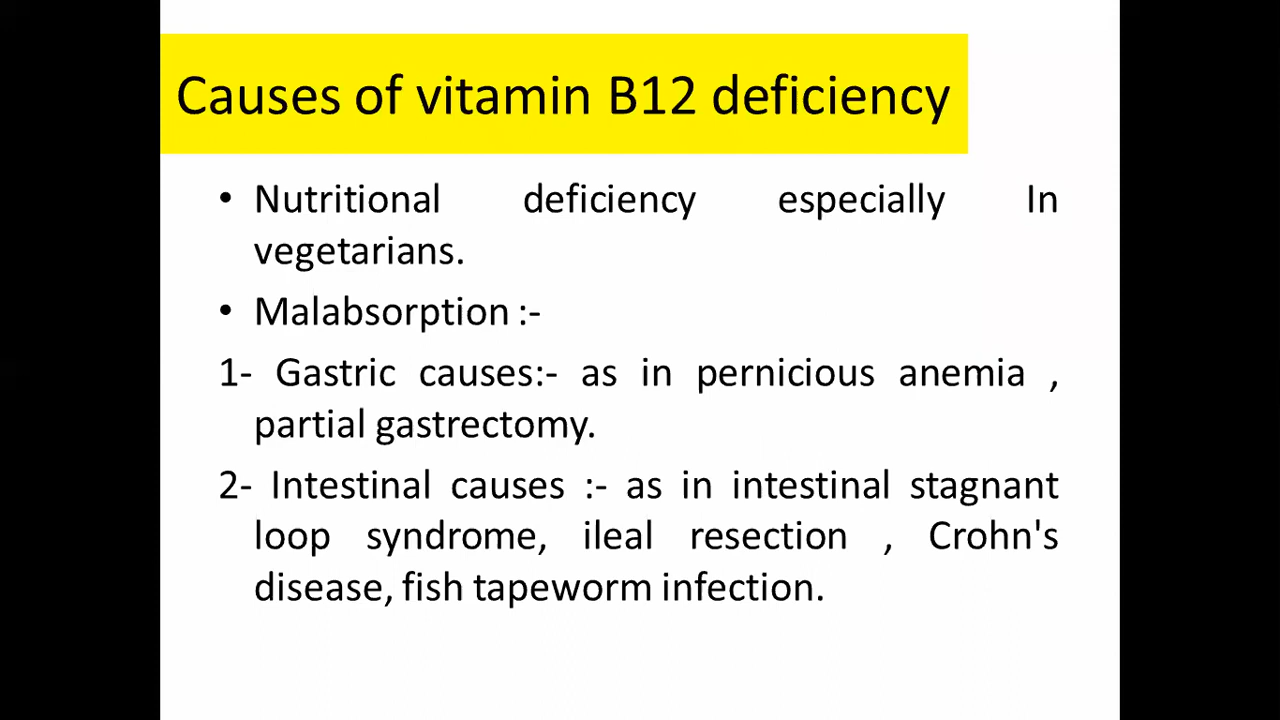 Causes of vitamin B12 deficiency
• Nutritional deficiency especially In
vegetarians.
• Malabsorption :-
1- Gastric causes:- as in pernicious anemia ,
partial gastrectomy.
2- Intestinal causes :- as in intestinal stagnant
loop syndrome, ileal resection , Crohn's
disease, fish tapeworm infection.